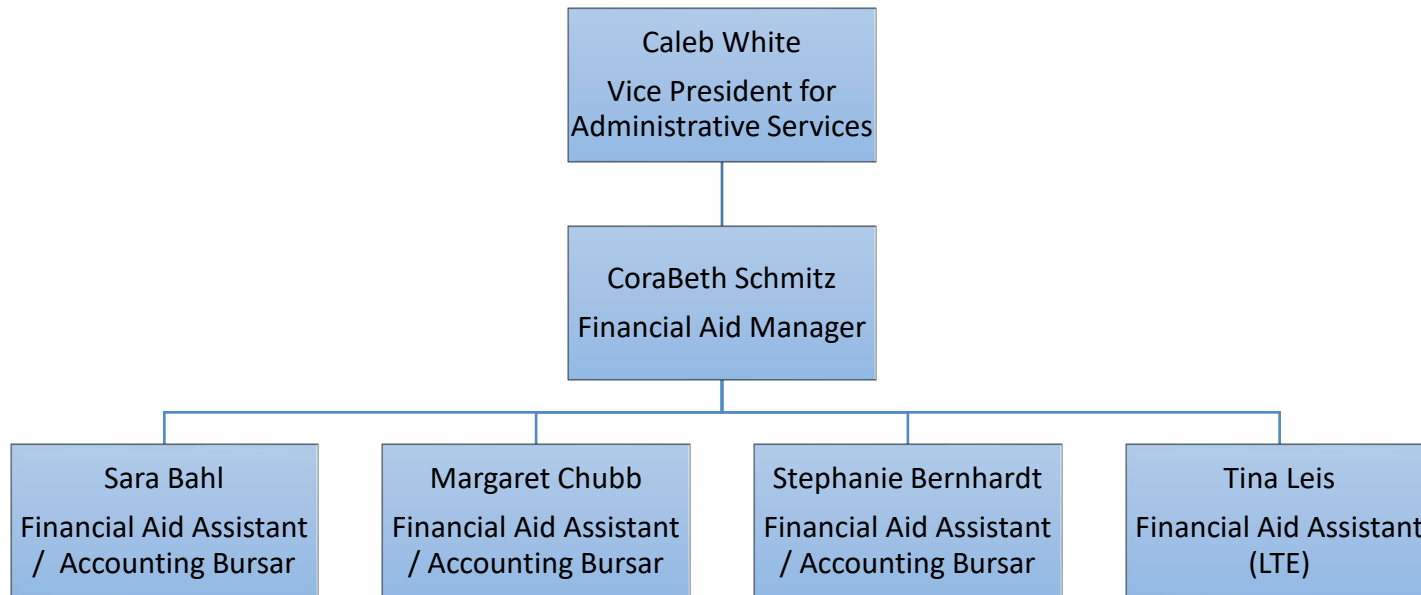 Caleb White
Vice President for
Administrative Services
CoraBeth Schmitz
Financial Aid Manager
Sara Bahl
Financial Aid Assistant
/ Accounting Bursar
Margaret Chubb
Financial Aid Assistant
/ Accounting Bursar
Stephanie Bernhardt
Financial Aid Assistant
/ Accounting Bursar
Tina Leis
Financial Aid Assistant
(LTE)